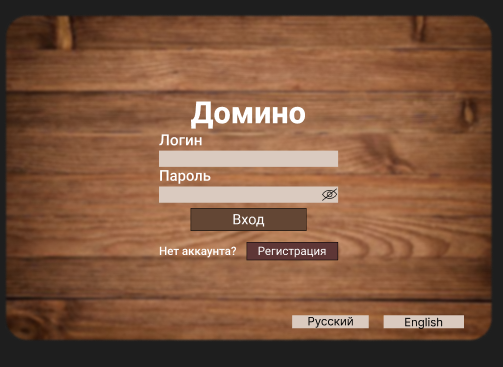 Домино
Логин
Пароль
Вход
Нет аккаунта? Регистрация
Русский English